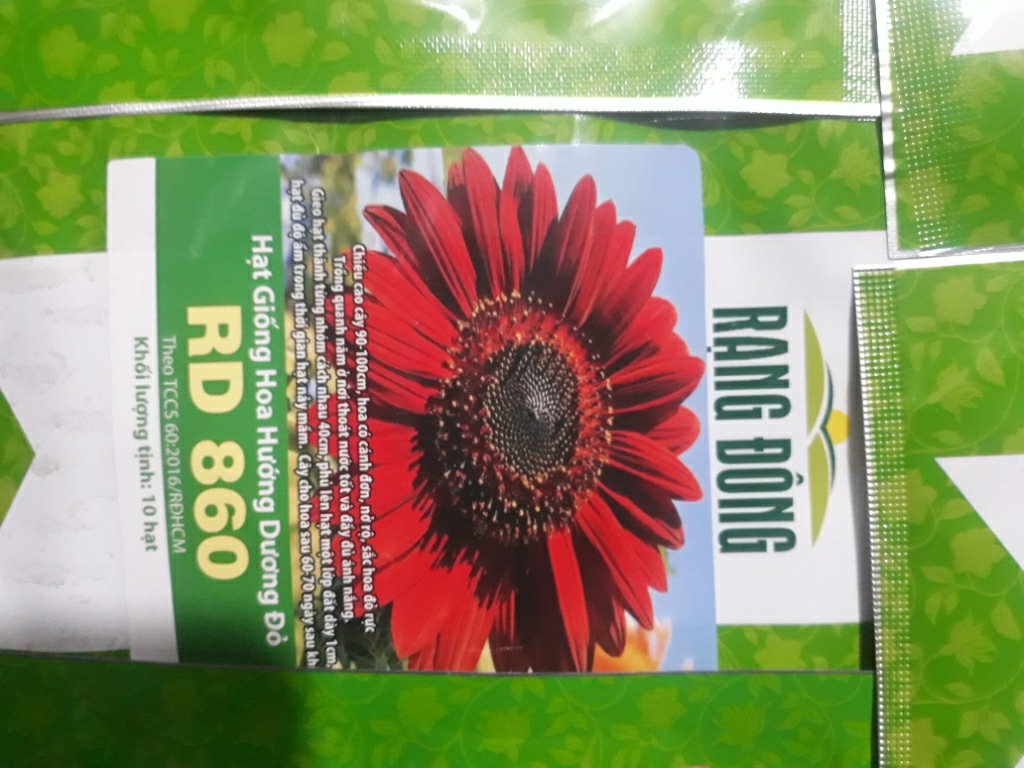 RẠNG ĐÔNG
Chiều cao cây 90-100cm, hoa có cánh đơn, nở rộ, sắc hoa đỏ rực
Trồng quanh năm ở nơi thoát nước tốt và đầy đủ ánh nắng.
Gieo hạt thành từng nhóm cách nhau 40cm, phủ lên hạt một lớp đất dày 1cm,
hạt đủ độ ẩm trong thời gian hạt nảy mầm. Cây cho hoa sau 60-70 ngày sau kh
Hạt Giống Hoa Hướng Dương Đỏ
RD 860
Theo TCCS 60:2016/RĐHCM
Khối lượng tịnh: 10 hạt